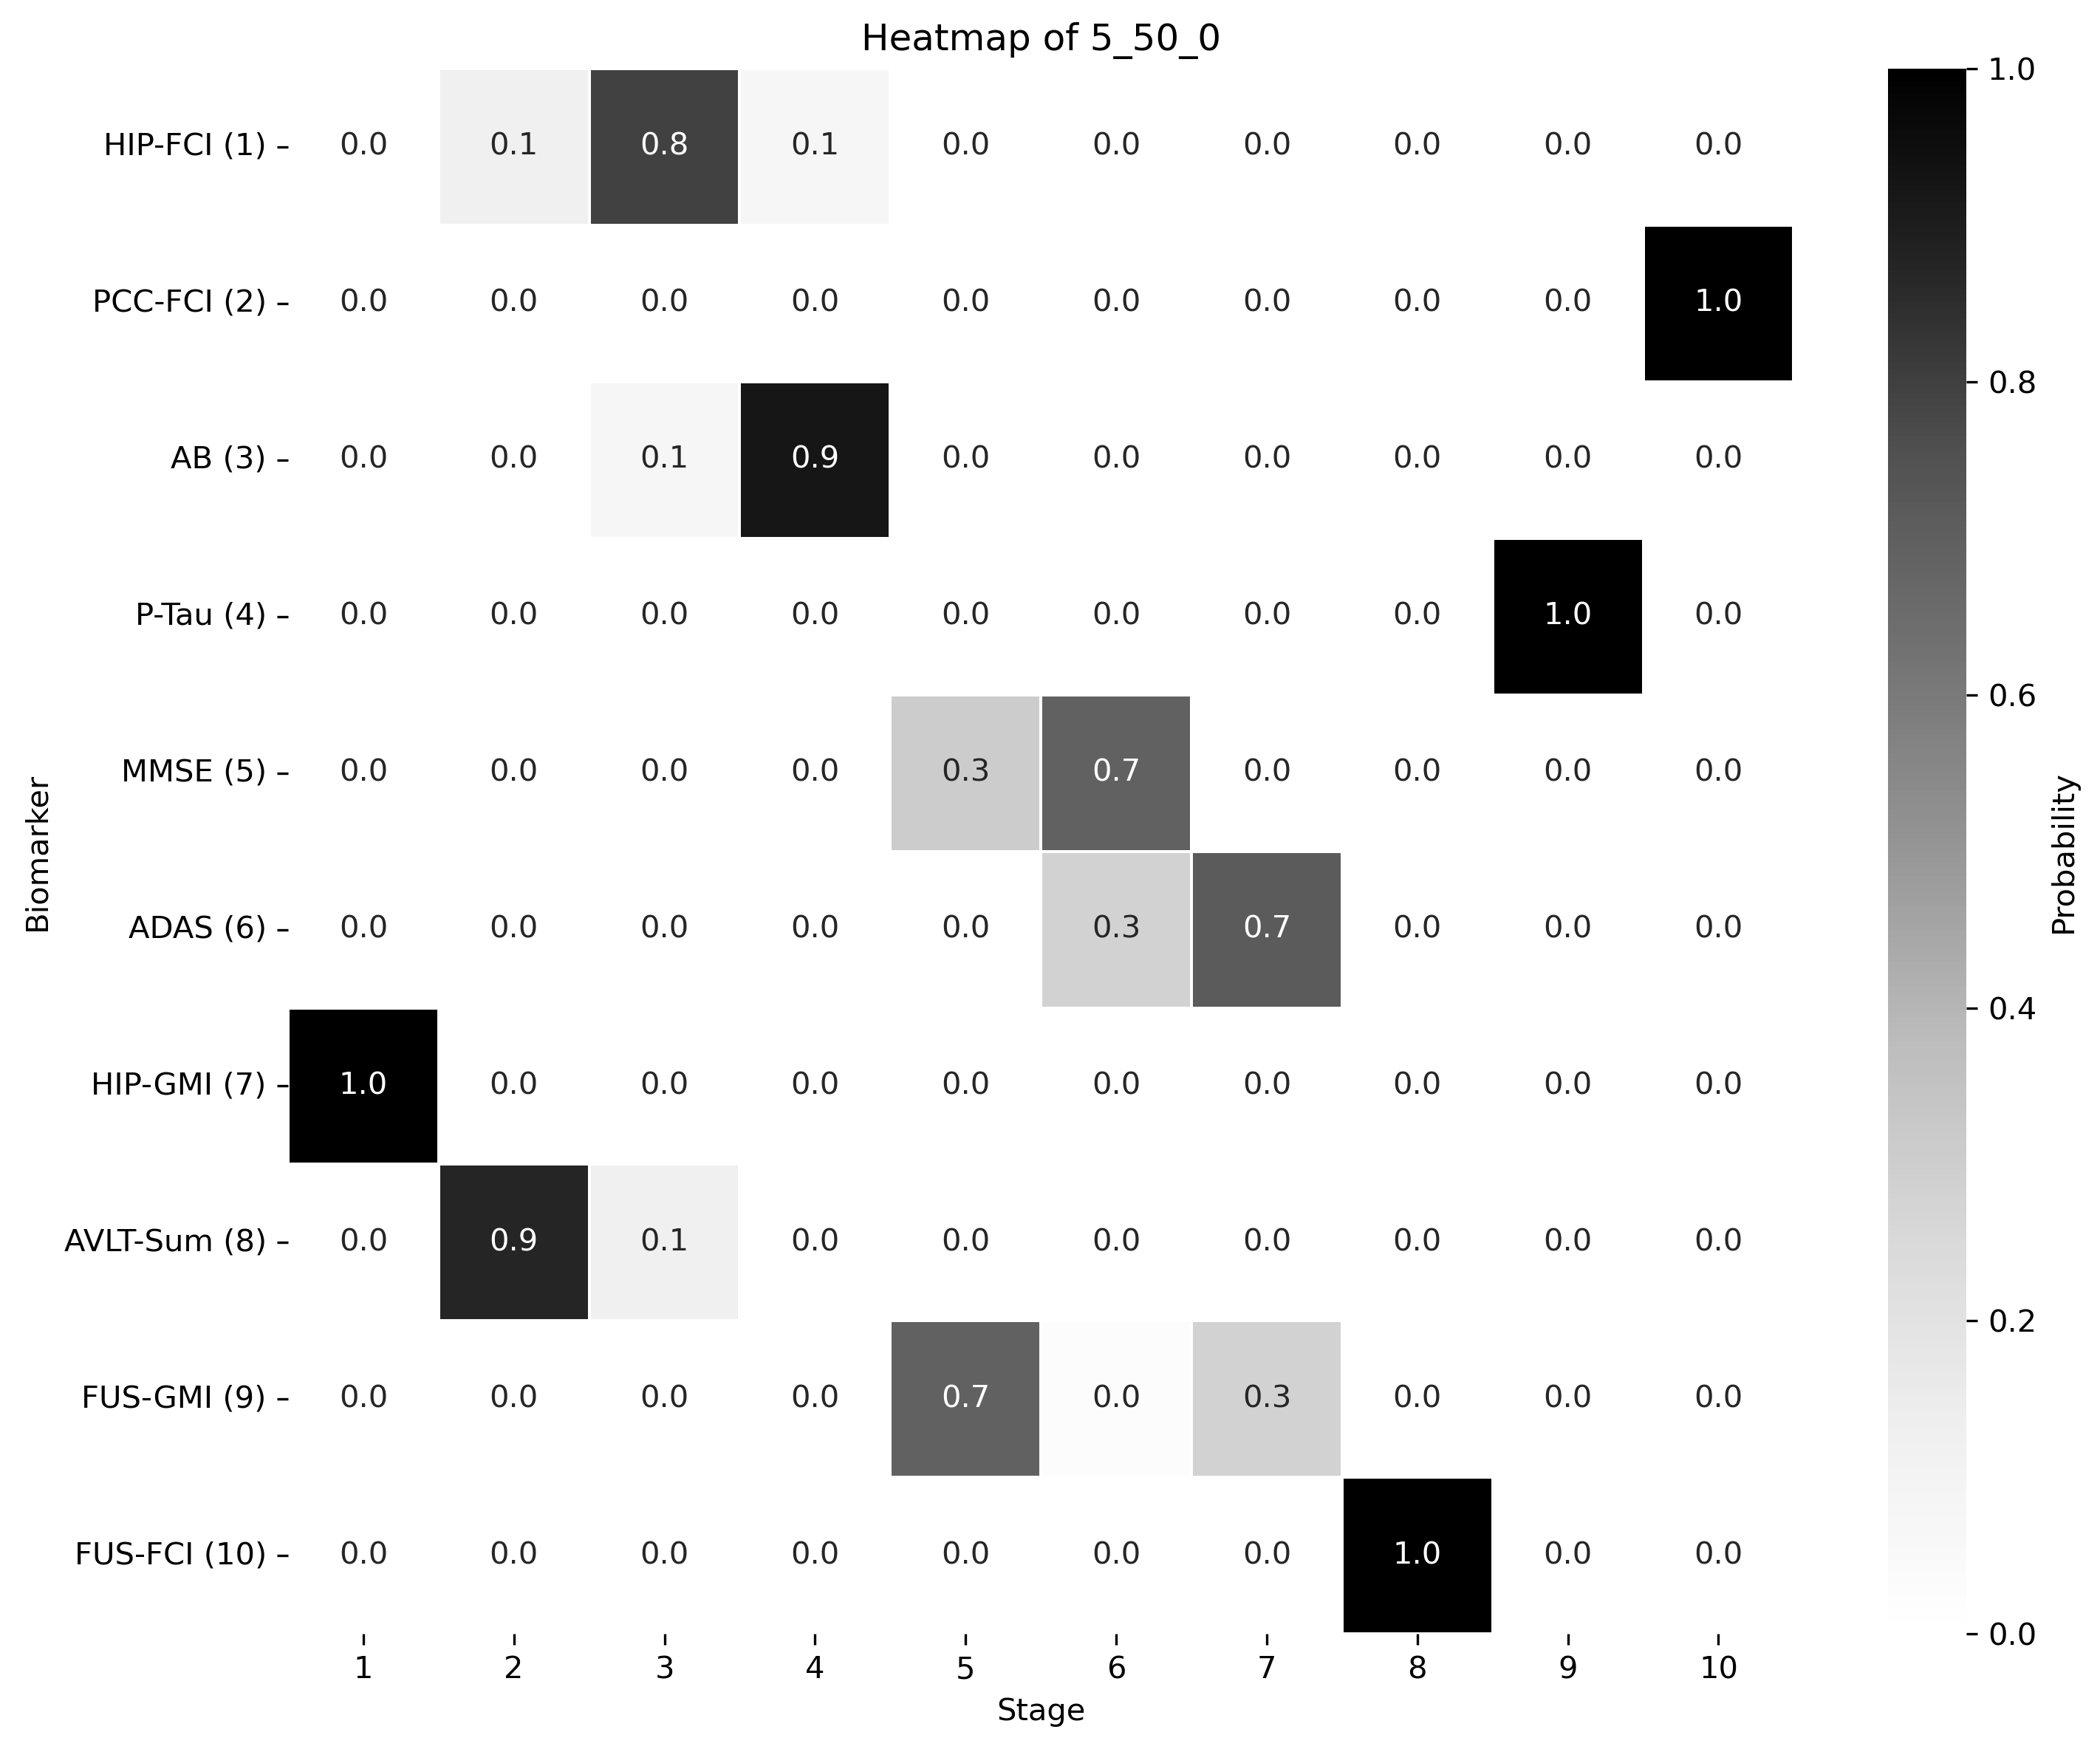 Heatmap of 5_50_0
HIP-FCI (1) 0.0 0.1 0.8 0.1 0.0 0.0 0.0 0.0 0.0 0.0
PCC-FCI (2) 0.0 0.0 0.0 0.0 0.0 0.0 0.0 0.0 0.0 1.0
AB (3) 0.0 0.0 0.1 0.9 0.0 0.0 0.0 0.0 0.0 0.0
P-Tau (4) 0.0 0.0 0.0 0.0 0.0 0.0 0.0 0.0 1.0 0.0
MMSE (5) 0.0 0.0 0.0 0.0 0.3 0.7 0.0 0.0 0.0 0.0
ADAS (6) 0.0 0.0 0.0 0.0 0.0 0.3 0.7 0.0 0.0 0.0
HIP-GMI (7) 1.0 0.0 0.0 0.0 0.0 0.0 0.0 0.0 0.0 0.0
AVLT-Sum (8) 0.0 0.9 0.1 0.0 0.0 0.0 0.0 0.0 0.0 0.0
FUS-GMI (9) 0.0 0.0 0.0 0.0 0.7 0.0 0.3 0.0 0.0 0.0
FUS-FCI (10) 0.0 0.0 0.0 0.0 0.0 0.0 0.0 1.0 0.0 0.0
1 2 3 4 5 6 7 8 9 10
Stage
Biomarker
1.0
0.8
0.6
0.4
0.2
0.0
Probability